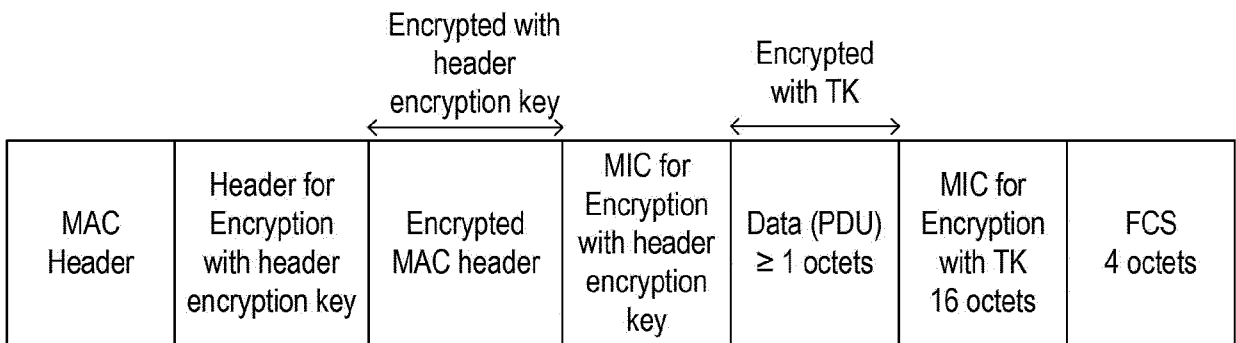 Encrypted with
header
encryption key
Encrypted
with TK
MAC
Header
Header for
Encryption
with header
encryption key
Encrypted
MAC header
MIC for
Encryption
with header
encryption
key
Data (PDU)
≥ 1 octets
MIC for
Encryption
with TK
16 octets
FCS
4 octets